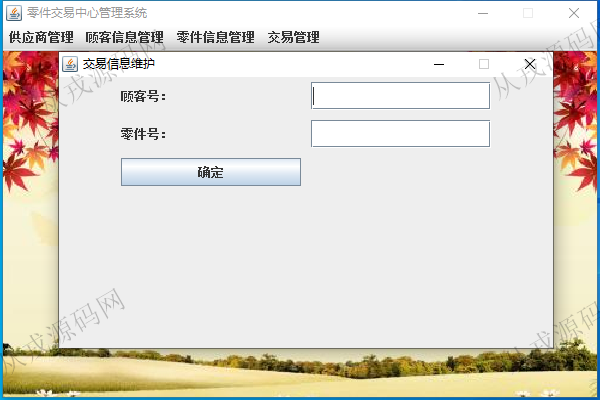 零件交易中心管理系统
供应商管理 顾客信息管理 零件信息管理 交易管理
交易信息维护
顾客号:
零件号:
确定
从戎源码网
从戎源码网
从戎源码网
从戎源码网